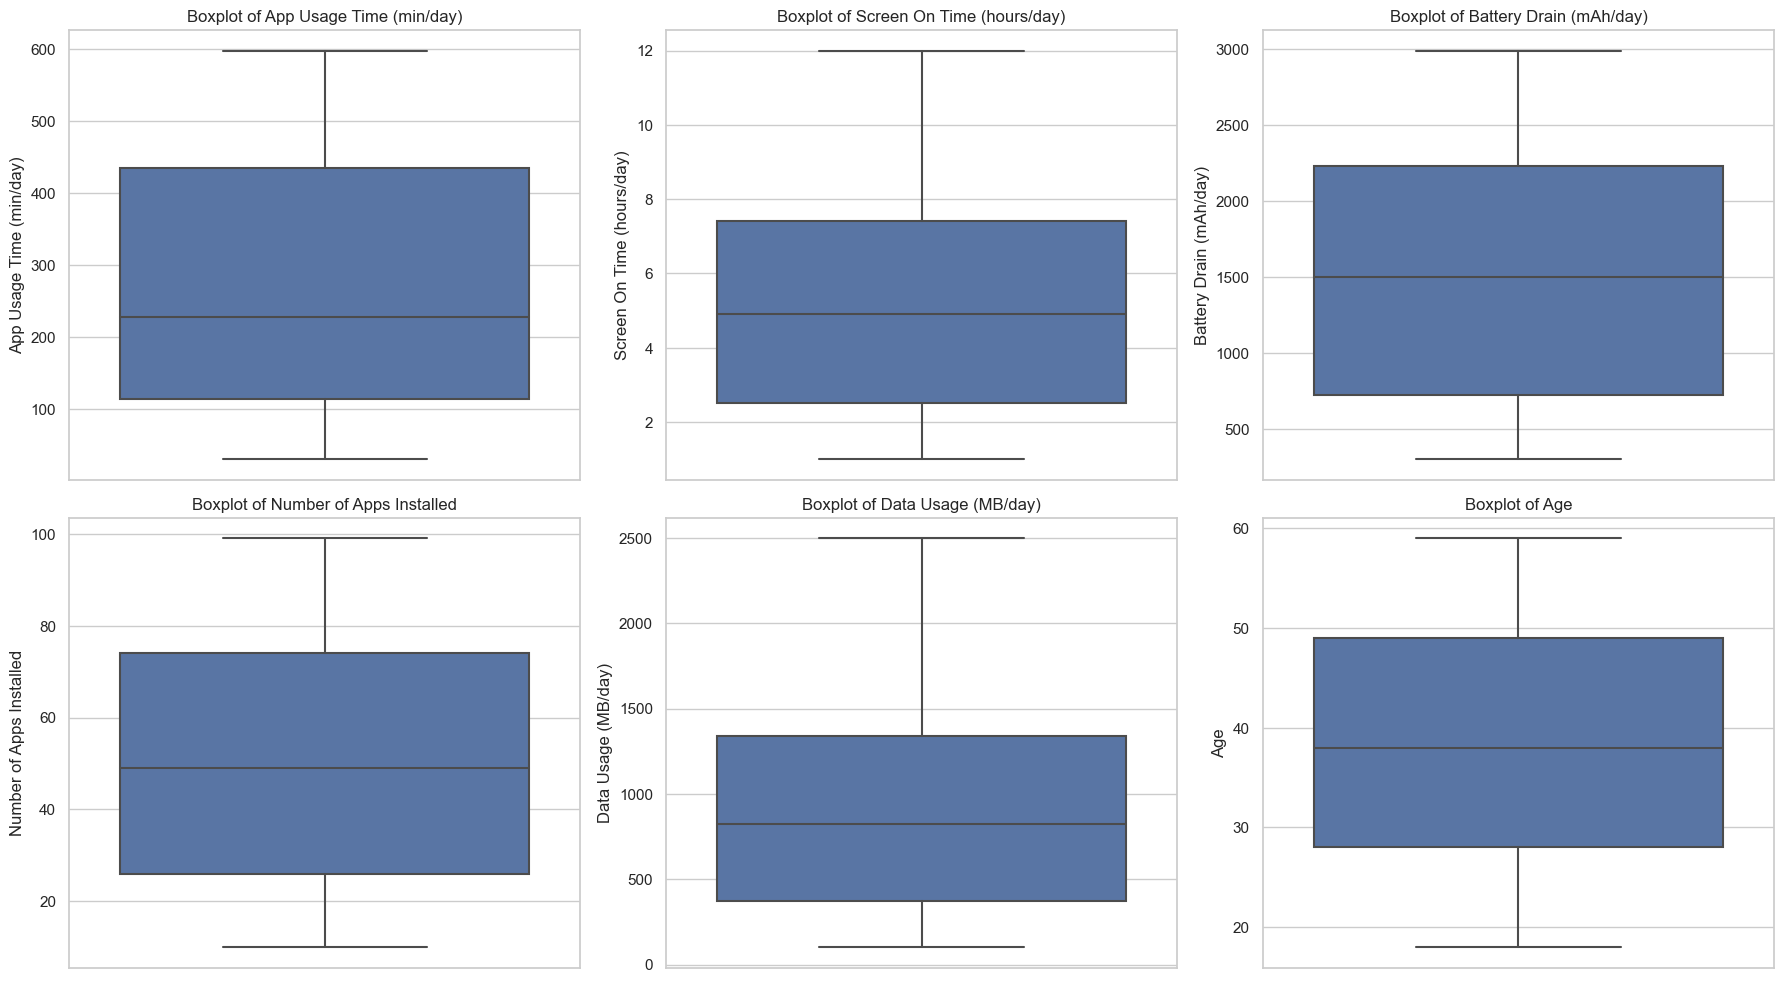 Boxplot of App Usage Time (min/day)
App Usage Time (min/day)
600
500
400
300
200
100
Boxplot of Screen On Time (hours/day)
Screen On Time (hours/day)
12
10
8
6
4
2
Boxplot of Battery Drain (mAh/day)
Battery Drain (mAh/day)
3000
2500
2000
1500
1000
500
Boxplot of Number of Apps Installed
Number of Apps Installed
100
80
60
40
20
Boxplot of Data Usage (MB/day)
Data Usage (MB/day)
2500
2000
1500
1000
500
0
Boxplot of Age
Age
60
50
40
30
20